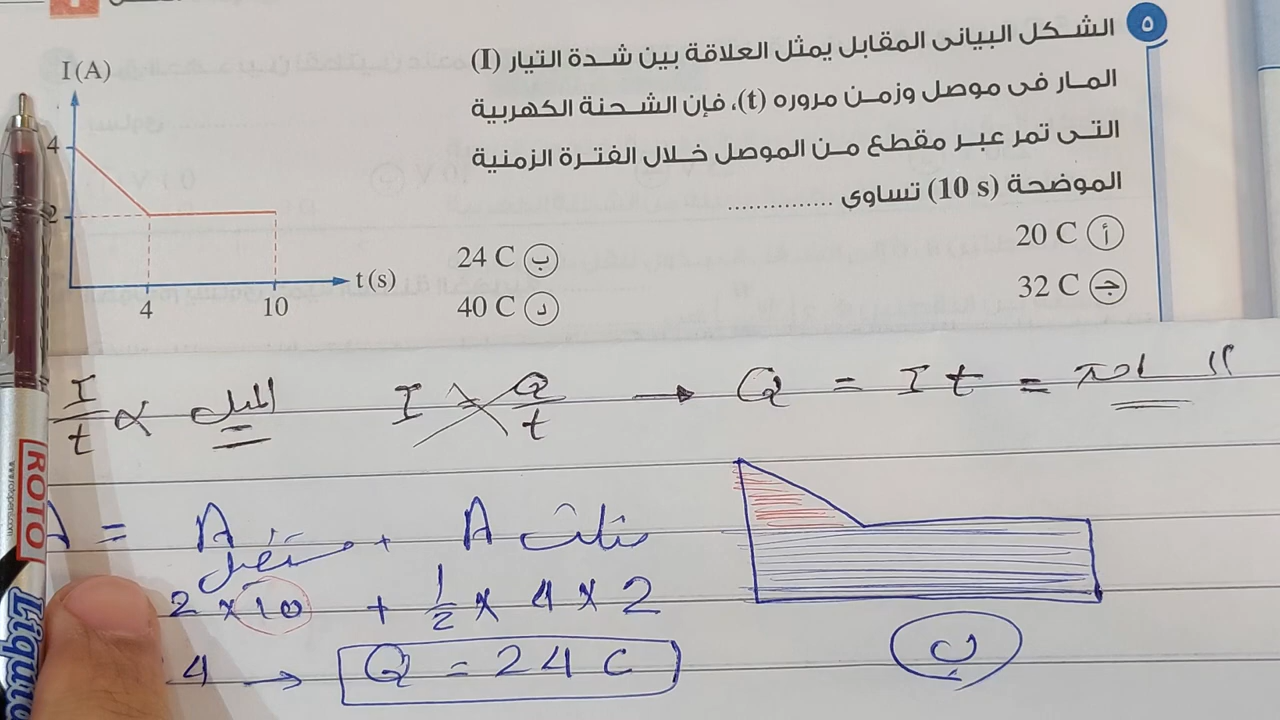 ٥ الشكل البيانى المقابل يمثل العلاقة بين شدة التيار (I)
المار فى موصل وزمن مروره (t)، فإن الشحنة الكهربية
التى تمر عبر مقطع من الموصل خلال الفترة الزمنية
الموضحة (10 s) تساوى ...............
أ 20 C
ب 24 C
جـ 32 C
د 40 C
I (A)
4
2
4 10
t (s)
I/t ∝ الميل I = Q/t → Q = I t =
A = A مستطيل + A مثلث
2 × 10 + 1/2 × 4 × 2
4 → Q = 24 C
ب
ROTO
Liquid